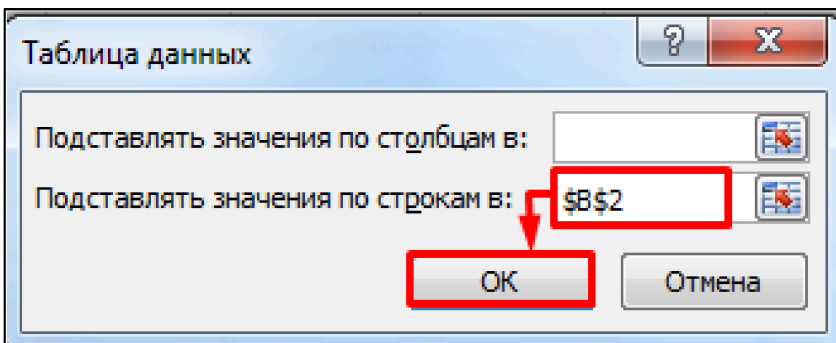 Таблица данных
?
X
Подставлять значения по столбцам в:
Подставлять значения по строкам в: $B$2
ОК
Отмена